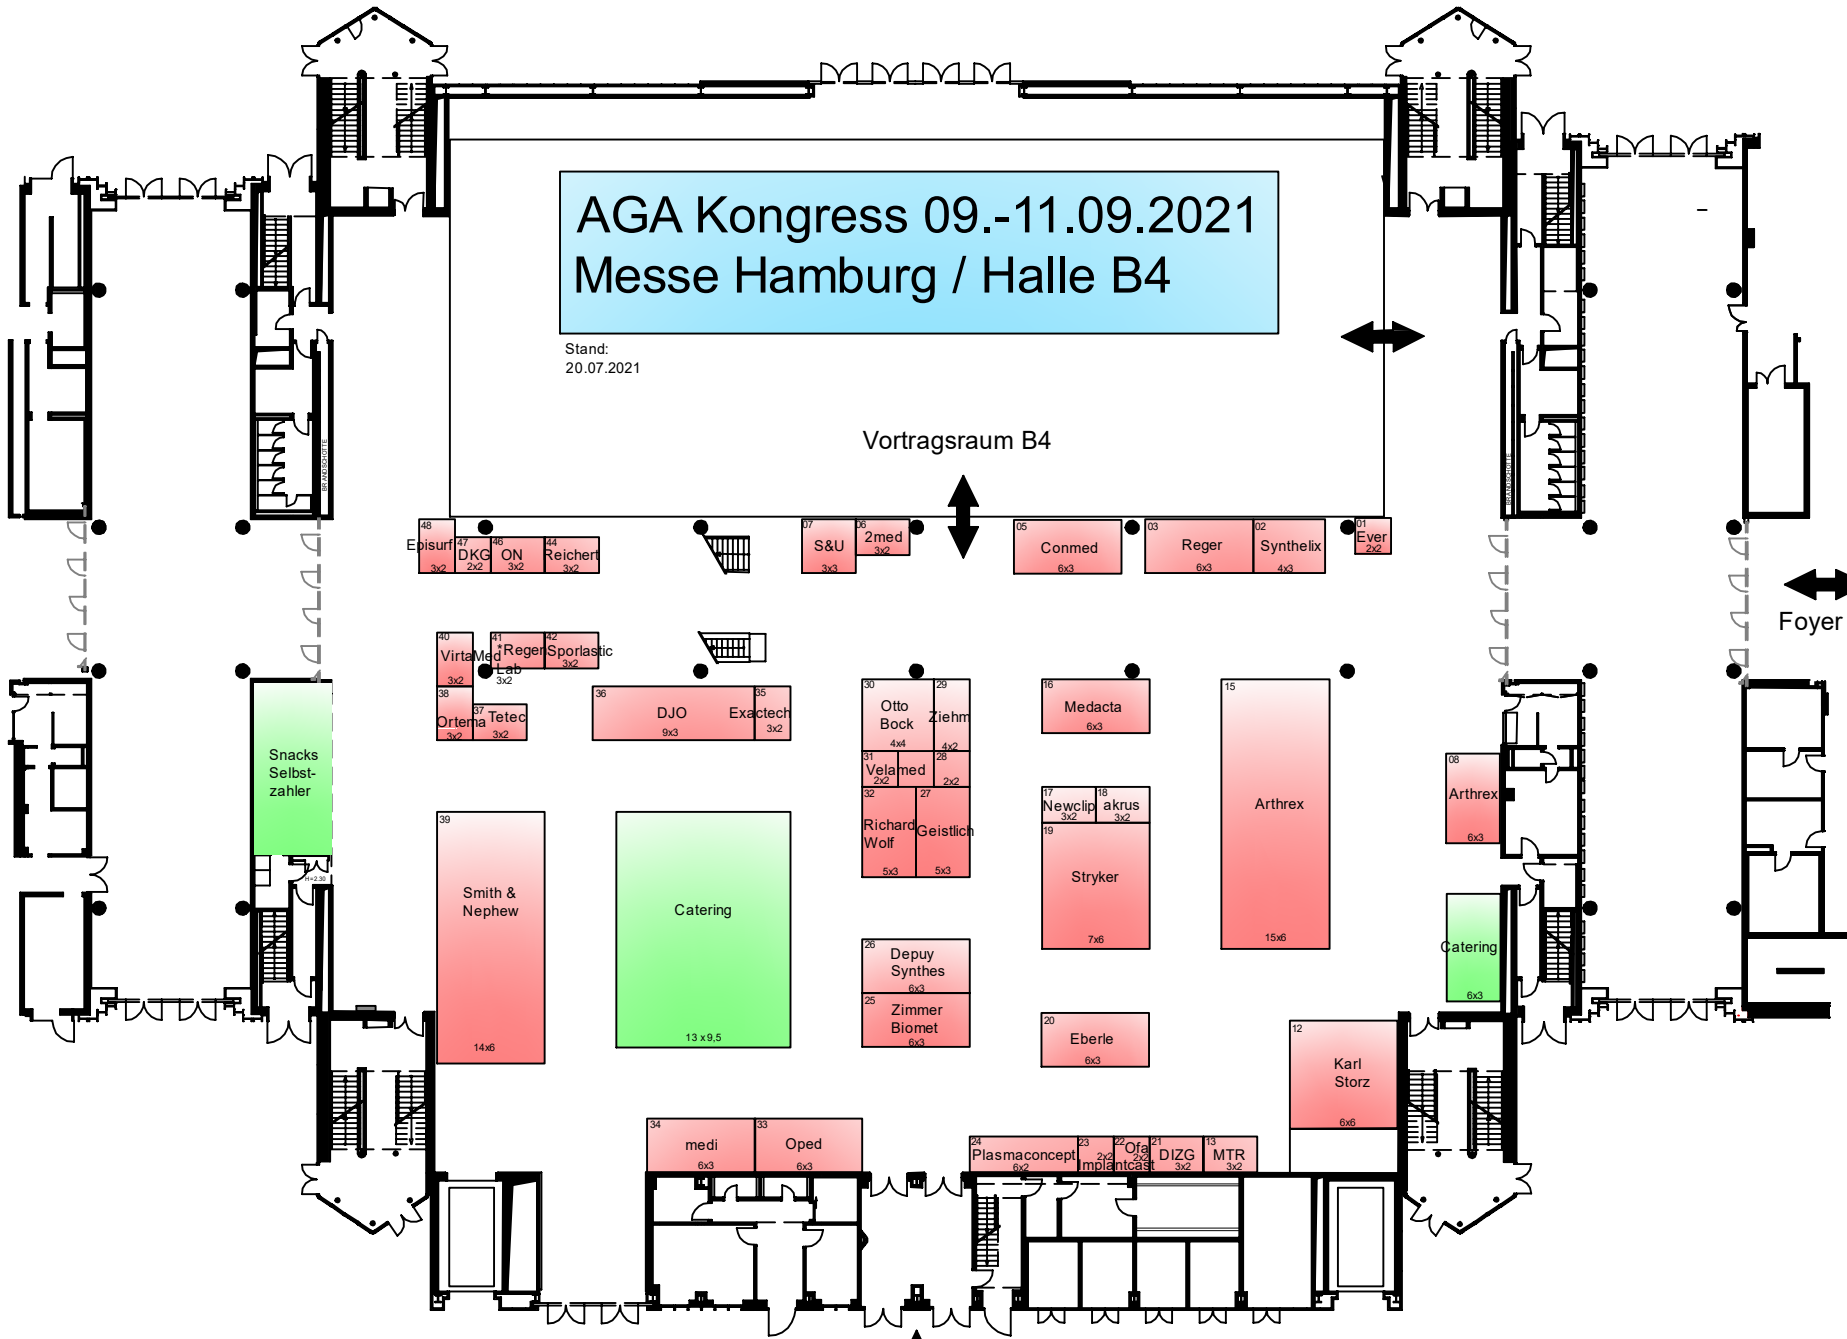 AGA Kongress 09.-11.09.2021
Messe Hamburg / Halle B4
Stand:
20.07.2021
Vortragsraum B4
BRANDSCHOTTE
BRANDSCHOTTE
48
Episurf
3x2
47
DKG
2x2
46
ON
3x2
44
Reichert
3x2
07
S&U
3x3
06
2med
3x2
05
Conmed
6x3
03
Reger
6x3
02
Synthelix
4x3
01
Ever
2x2
Foyer
40
VirtaMed
3x2
41
*Regen
Lab
3x2
42
Sporlastic
3x2
38
Ortema
3x2
37
Tetec
3x2
36
DJO
9x3
35
Exactech
3x2
30
Otto
Bock
4x4
29
Ziehm
4x2
31
Velamed
2x2
28
2x2
32
Richard
Wolf
5x3
27
Geistlich
5x3
16
Medacta
6x3
15
Arthrex
15x6
08
Arthrex
6x3
17
Newclip
3x2
18
akrus
3x2
19
Stryker
7x6
Snacks
Selbst-
zahler
H=2.30
39
Smith &
Nephew
14x6
Catering
13 x 9,5
26
Depuy
Synthes
6x3
25
Zimmer
Biomet
6x3
20
Eberle
6x3
Catering
6x3
12
Karl
Storz
6x6
34
medi
6x3
33
Oped
6x3
24
Plasmaconcept
6x2
23
2x2
Implantcast
22
Ofa
2x2
21
DIZG
3x2
13
MTR
3x2